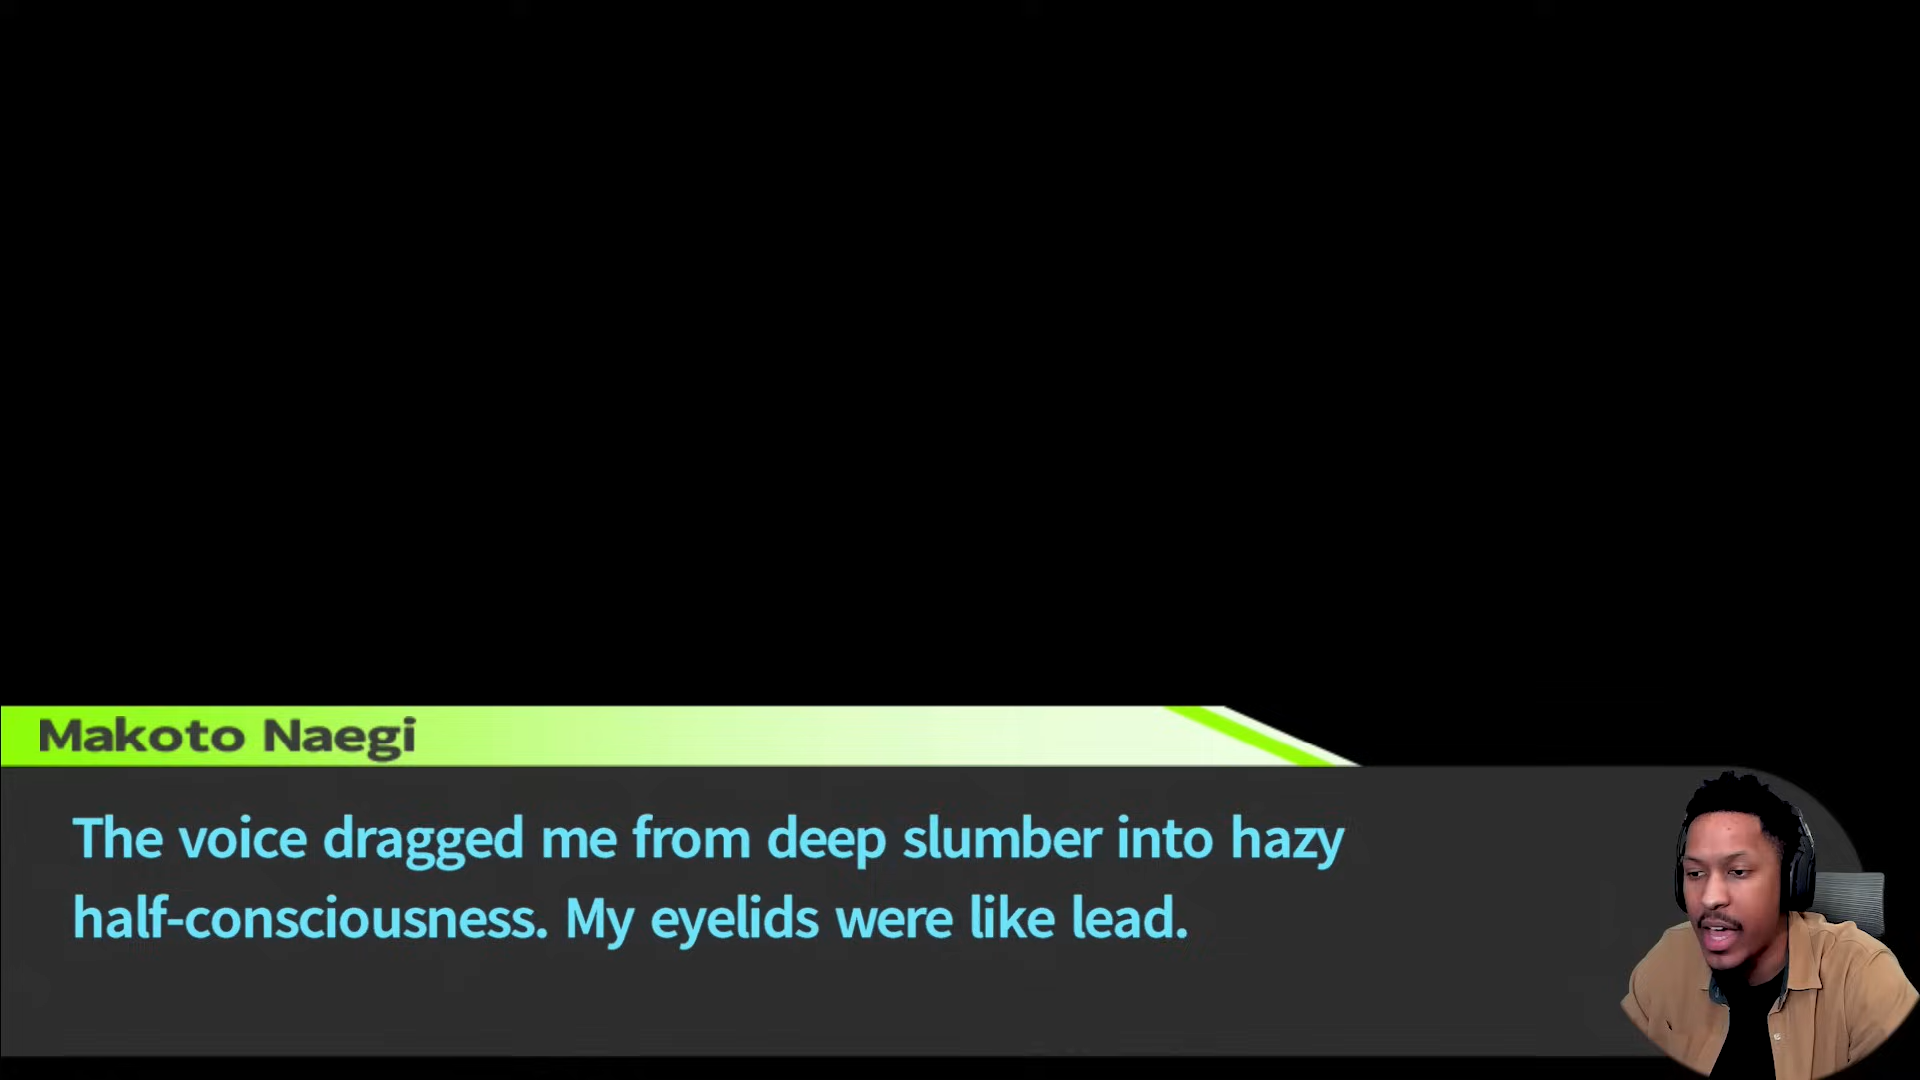 Makoto Naegi
The voice dragged me from deep slumber into hazy
half-consciousness. My eyelids were like lead.